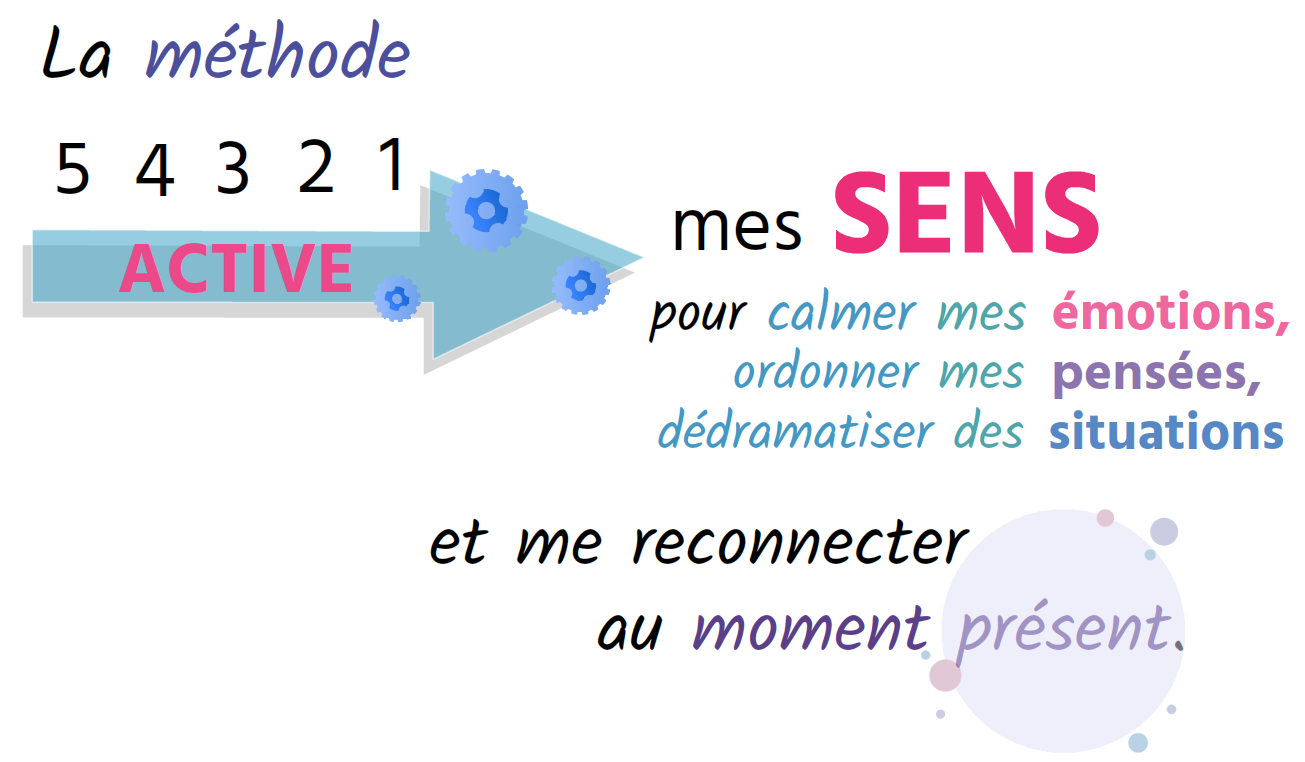 La méthode
5 4 3 2 1
ACTIVE
mes SENS
pour calmer mes émotions,
ordonner mes pensées,
dédramatiser des situations
et me reconnecter
au moment présent.